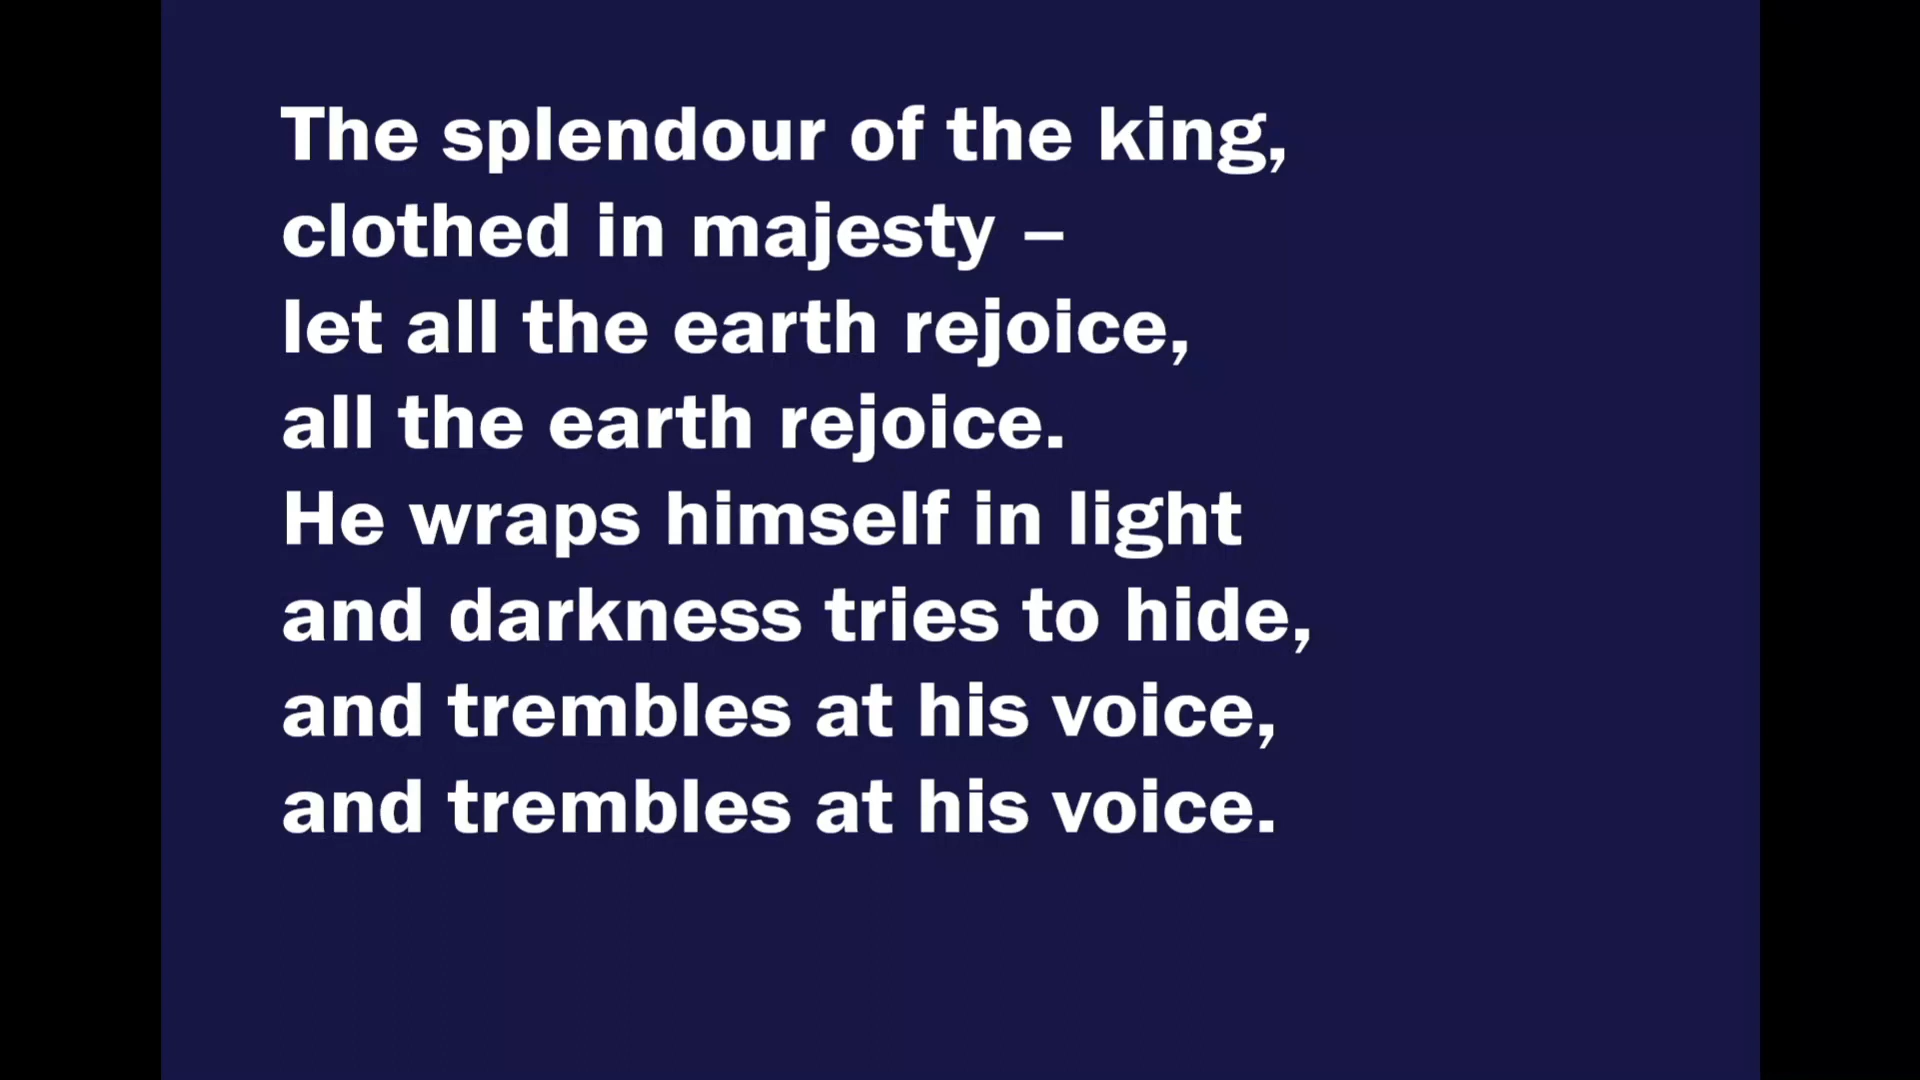 The splendour of the king,
clothed in majesty –
let all the earth rejoice,
all the earth rejoice.
He wraps himself in light
and darkness tries to hide,
and trembles at his voice,
and trembles at his voice.